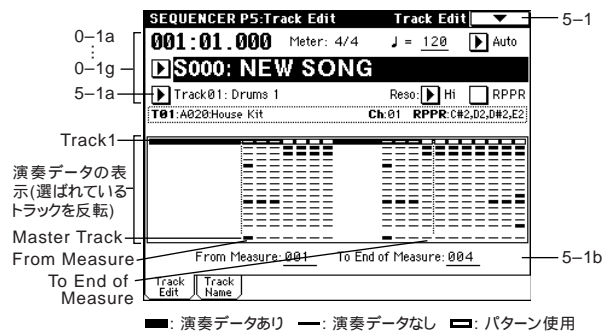 SEQUENCER P5:Track Edit Track Edit
5–1
0–1a
001:01.000 Meter: 4/4 ♩ = 120 Auto
0–1g
S000: NEW SONG
5–1a
Track01: Drums 1 Reso: Hi RPPR
T01:A020:House Kit Ch:01 RPPR:C#2,D2,D#2,E2
Track1
演奏データの表
示(選ばれている
トラックを反転)
Master Track
From Measure
From Measure: 001 To End of Measure: 004
5–1b
To End of
Measure
Track Edit
Track Name
: 演奏データあり : 演奏データなし : パターン使用